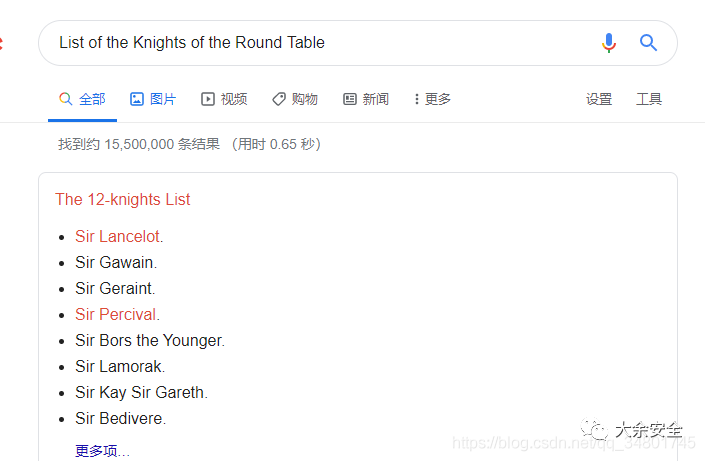 List of the Knights of the Round Table
全部 图片 视频 购物 新闻 更多 设置 工具
找到约 15,500,000 条结果 （用时 0.65 秒）
The 12-knights List
Sir Lancelot.
Sir Gawain.
Sir Geraint.
Sir Percival.
Sir Bors the Younger.
Sir Lamorak.
Sir Kay Sir Gareth.
Sir Bedivere.
大余安全
https://blog.csdn.net/qq_34801745
更多项...